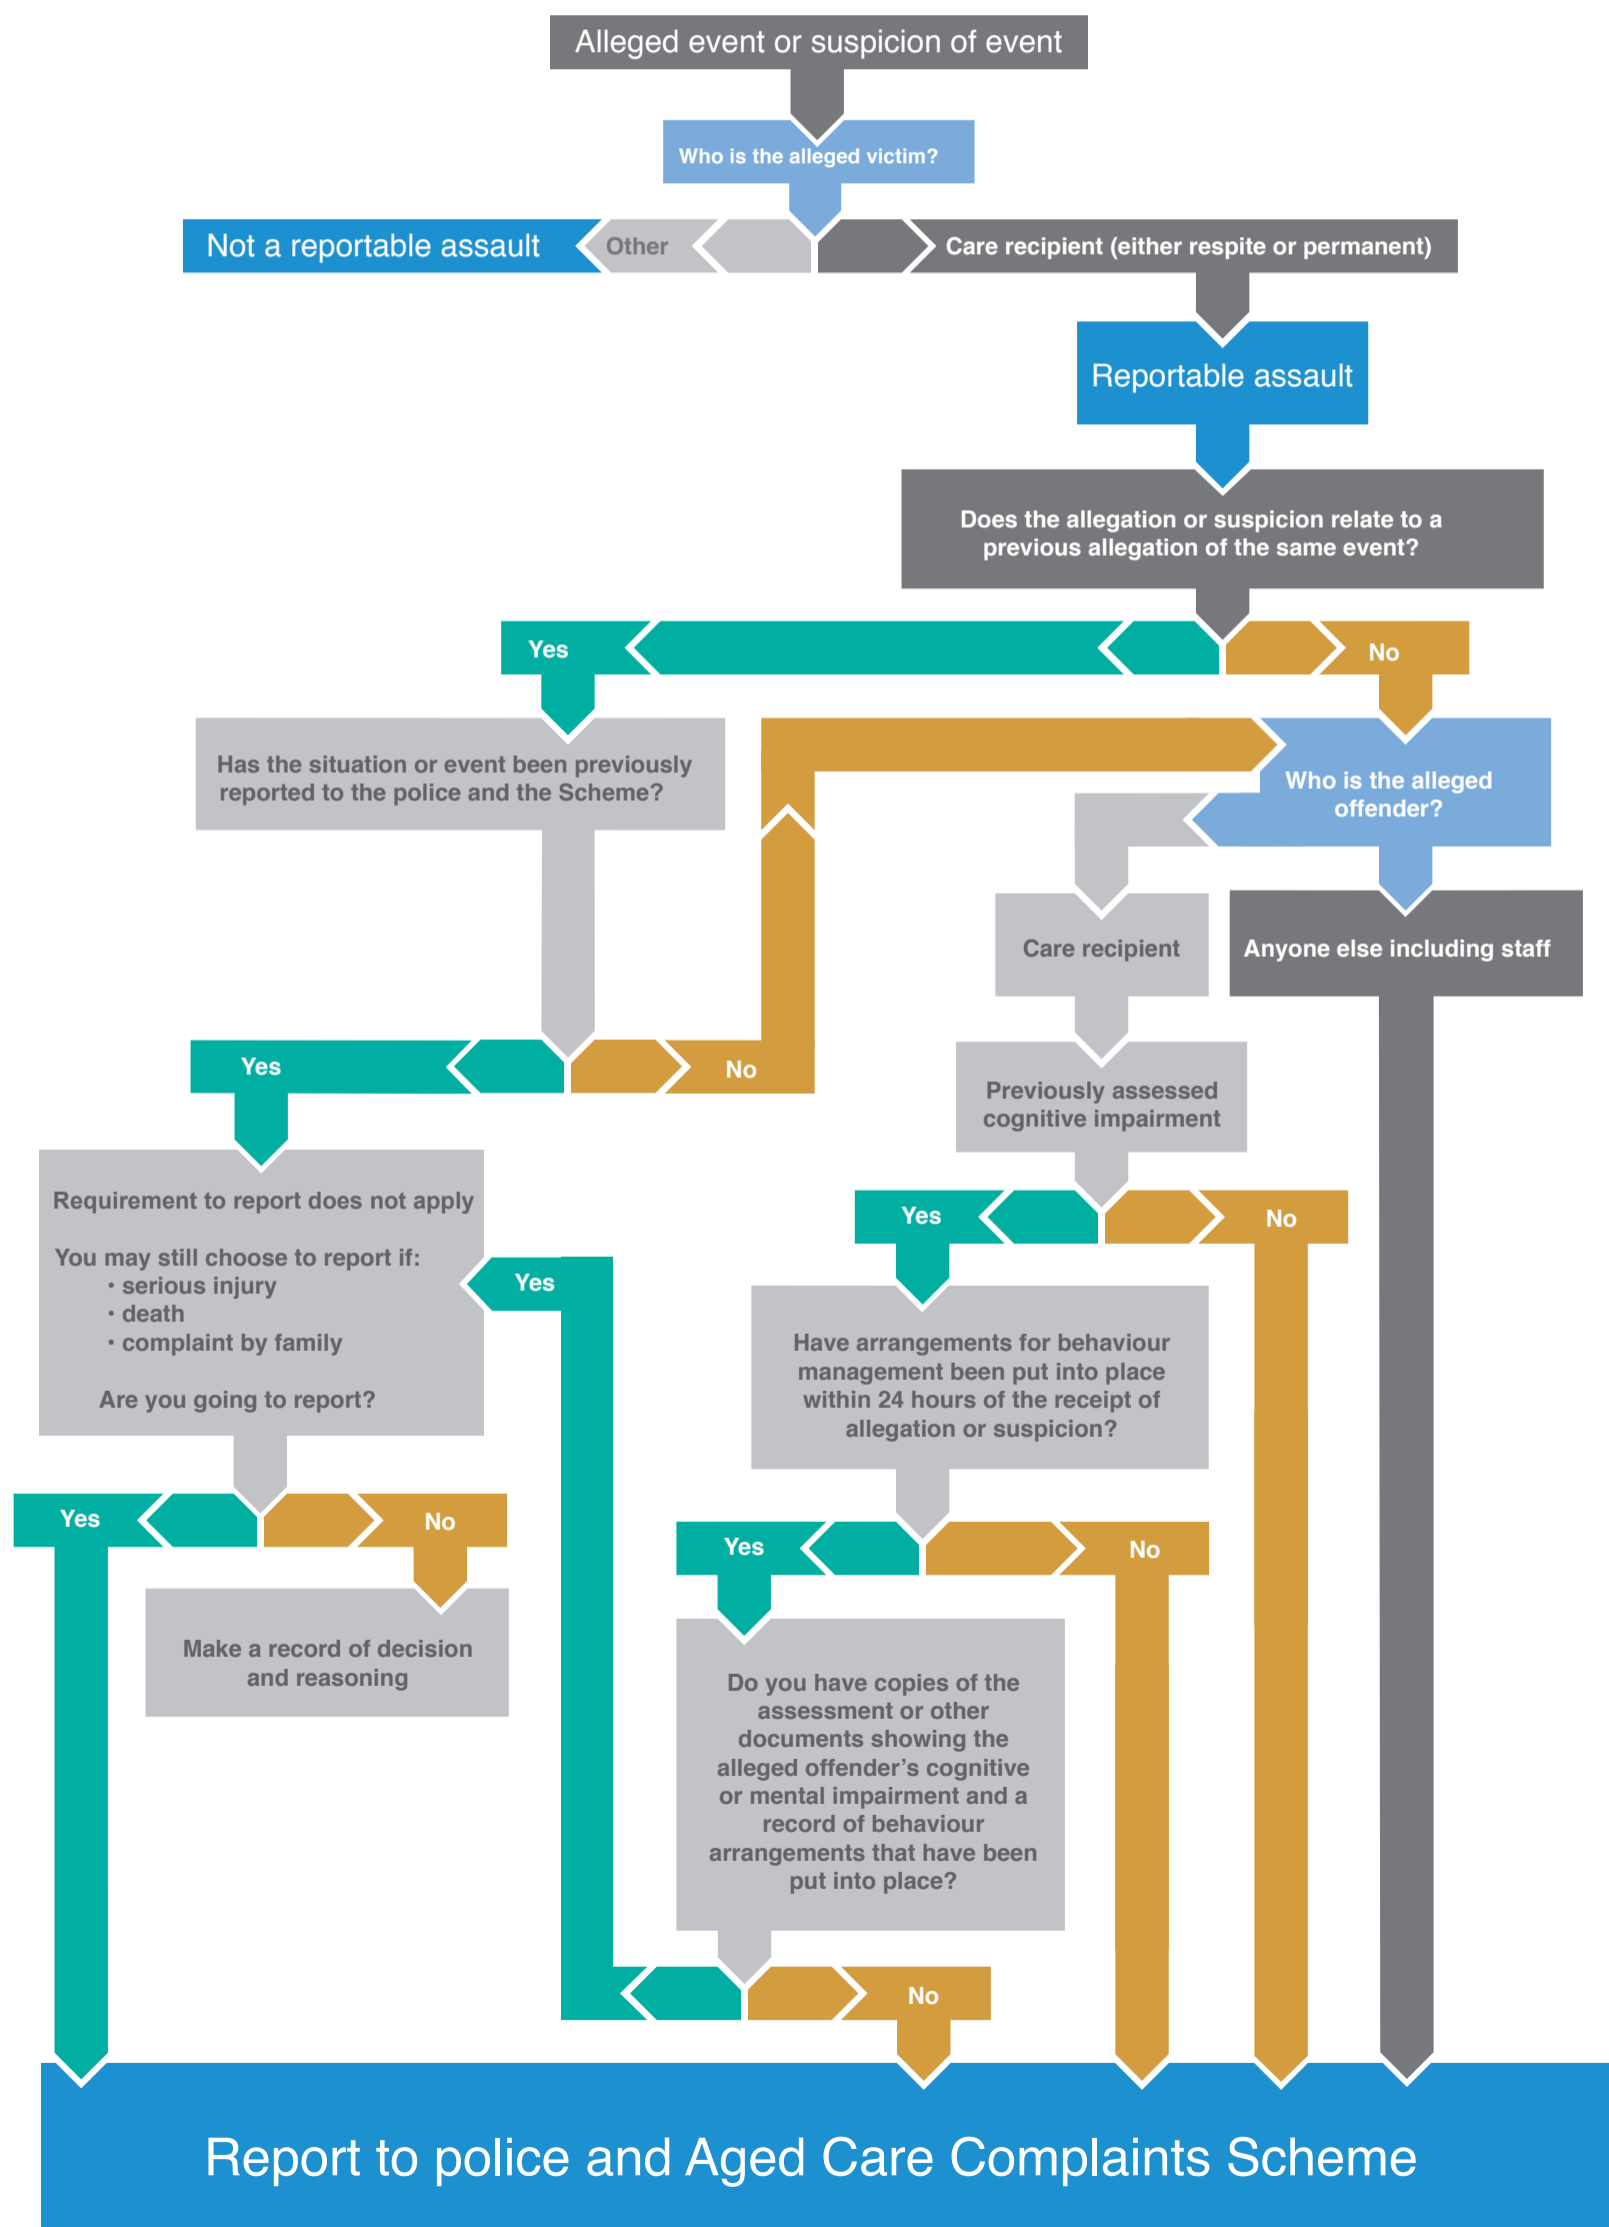 Alleged event or suspicion of event
Who is the alleged victim?
Not a reportable assault
Other
Care recipient (either respite or permanent)
Reportable assault
Does the allegation or suspicion relate to a
previous allegation of the same event?
Yes
No
Has the situation or event been previously
reported to the police and the Scheme?
Who is the alleged
offender?
Care recipient
Anyone else including staff
Yes
No
Previously assessed
cognitive impairment
Requirement to report does not apply
You may still choose to report if:
• serious injury
• death
• complaint by family
Are you going to report?
Yes
Yes
No
Have arrangements for behaviour
management been put into place
within 24 hours of the receipt of
allegation or suspicion?
Yes
No
Make a record of decision
and reasoning
Yes
No
Do you have copies of the
assessment or other
documents showing the
alleged offender's cognitive
or mental impairment and a
record of behaviour
arrangements that have been
put into place?
No
Report to police and Aged Care Complaints Scheme